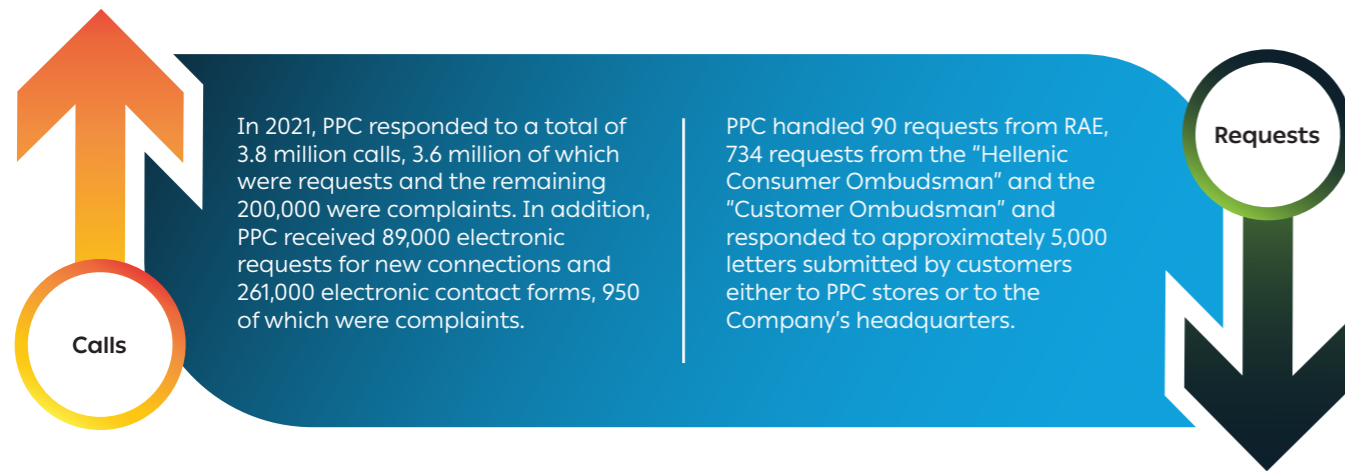 Calls
In 2021, PPC responded to a total of
3.8 million calls, 3.6 million of which
were requests and the remaining
200,000 were complaints. In addition,
PPC received 89,000 electronic
requests for new connections and
261,000 electronic contact forms, 950
of which were complaints.
PPC handled 90 requests from RAE,
734 requests from the "Hellenic
Consumer Ombudsman" and the
"Customer Ombudsman" and
responded to approximately 5,000
letters submitted by customers
either to PPC stores or to the
Company's headquarters.
Requests